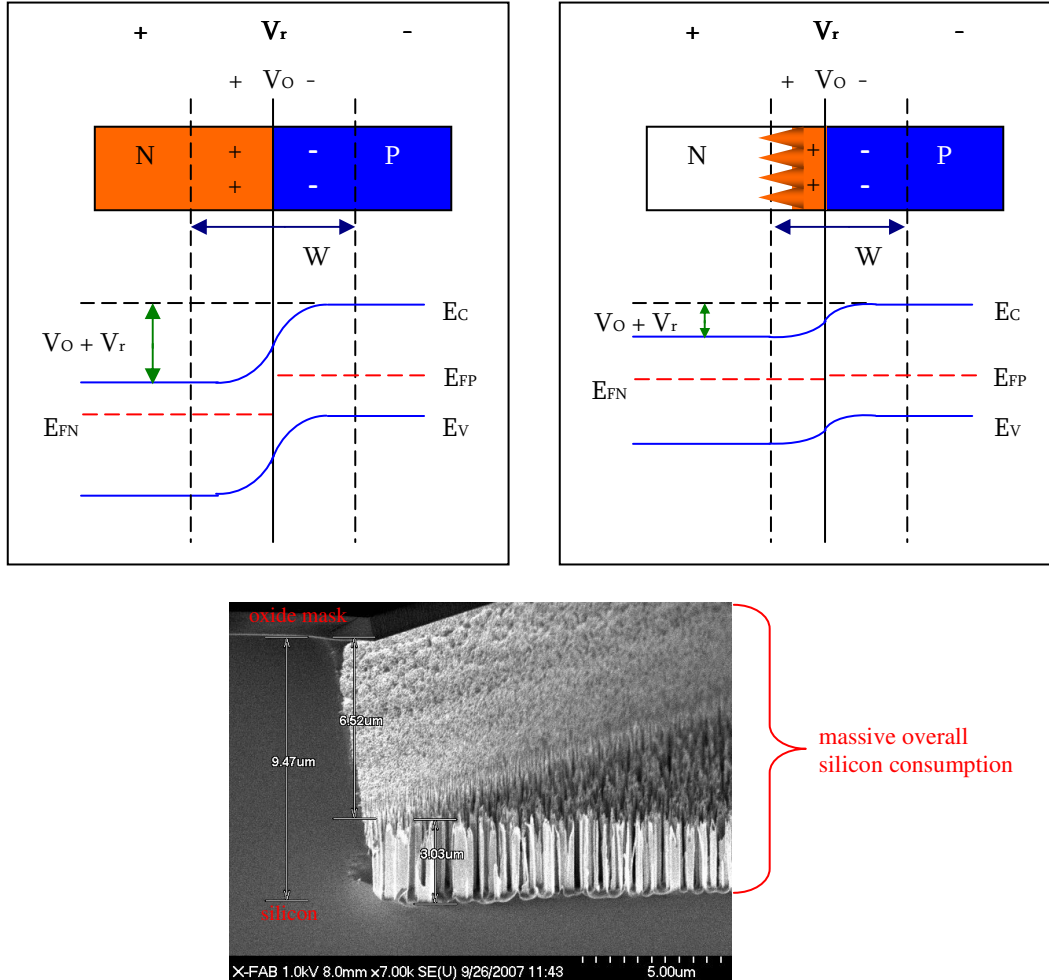 + Vr -
+ VO -
N + - P
+ -
W
EC
VO + Vr
EFP
EFN
EV
+ Vr -
+ VO -
N + - P
+ -
W
EC
VO + Vr
EFP
EFN
EV
oxide mask
6.52um
9.47um
massive overall
silicon consumption
3.03um
silicon
X-FAB 1.0kV 8.0mm x7.00k SE(U) 9/26/2007 11:43 5.00um